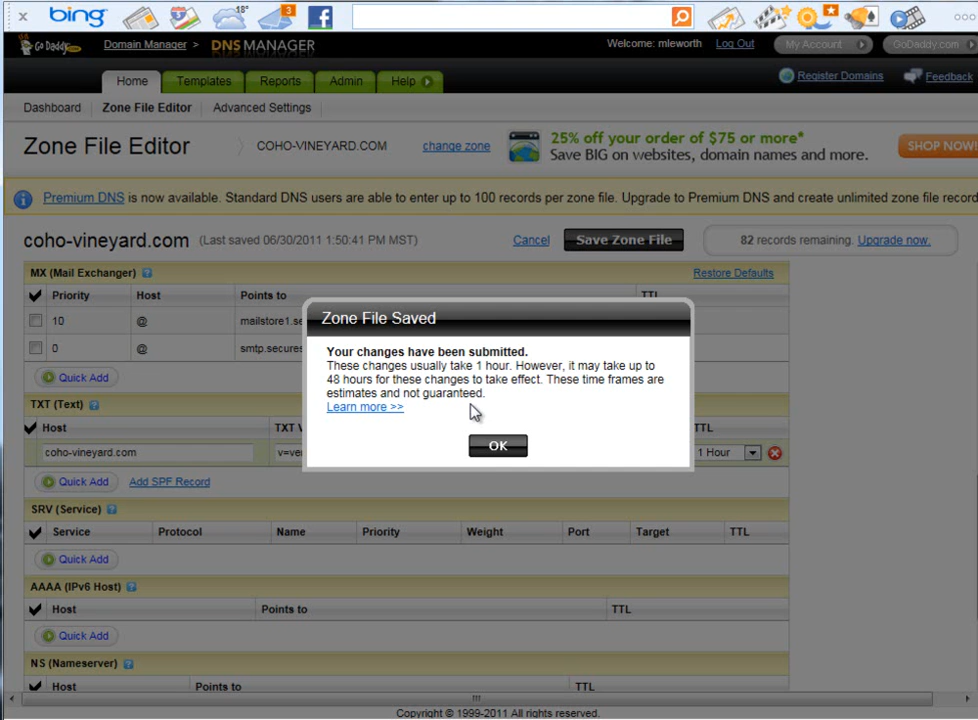 bing 18° 3
Go Daddy Domain Manager > DNS MANAGER Welcome: mleworth Log Out My Account GoDaddy.com
Home Templates Reports Admin Help Register Domains Feedback
Dashboard Zone File Editor Advanced Settings
Zone File Editor COHO-VINEYARD.COM change zone 25% off your order of $75 or more* SHOP NOW!
Save BIG on websites, domain names and more.
Premium DNS is now available. Standard DNS users are able to enter up to 100 records per zone file. Upgrade to Premium DNS and create unlimited zone file record
coho-vineyard.com (Last saved 06/30/2011 1:50:41 PM MST) Cancel Save Zone File 82 records remaining. Upgrade now.
MX (Mail Exchanger) Restore Defaults
Priority Host Points to TTL
10 @ mailstore1.se
0 @ smtp.secures
Quick Add
TXT (Text)
Host TXT V TTL
coho-vineyard.com v=ver 1 Hour
Quick Add Add SPF Record
SRV (Service)
Service Protocol Name Priority Weight Port Target TTL
Quick Add
AAAA (IPv6 Host)
Host Points to TTL
Quick Add
NS (Nameserver)
Host Points to TTL
Copyright © 1999-2011 All rights reserved.
Zone File Saved
Your changes have been submitted.
These changes usually take 1 hour. However, it may take up to
48 hours for these changes to take effect. These time frames are
estimates and not guaranteed.
Learn more >>
OK